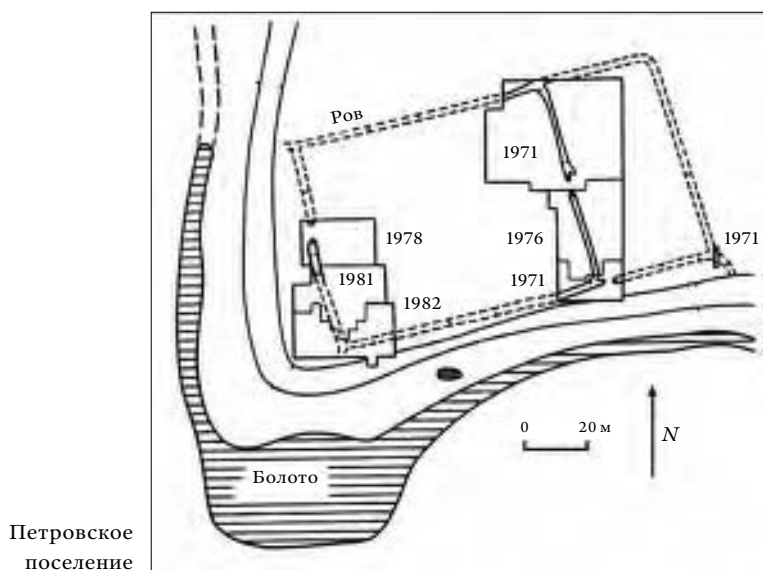 Ров
1971
1978
1976
1971
1981
1971
1982
0 20 м
N
Болото
Петровское
поселение